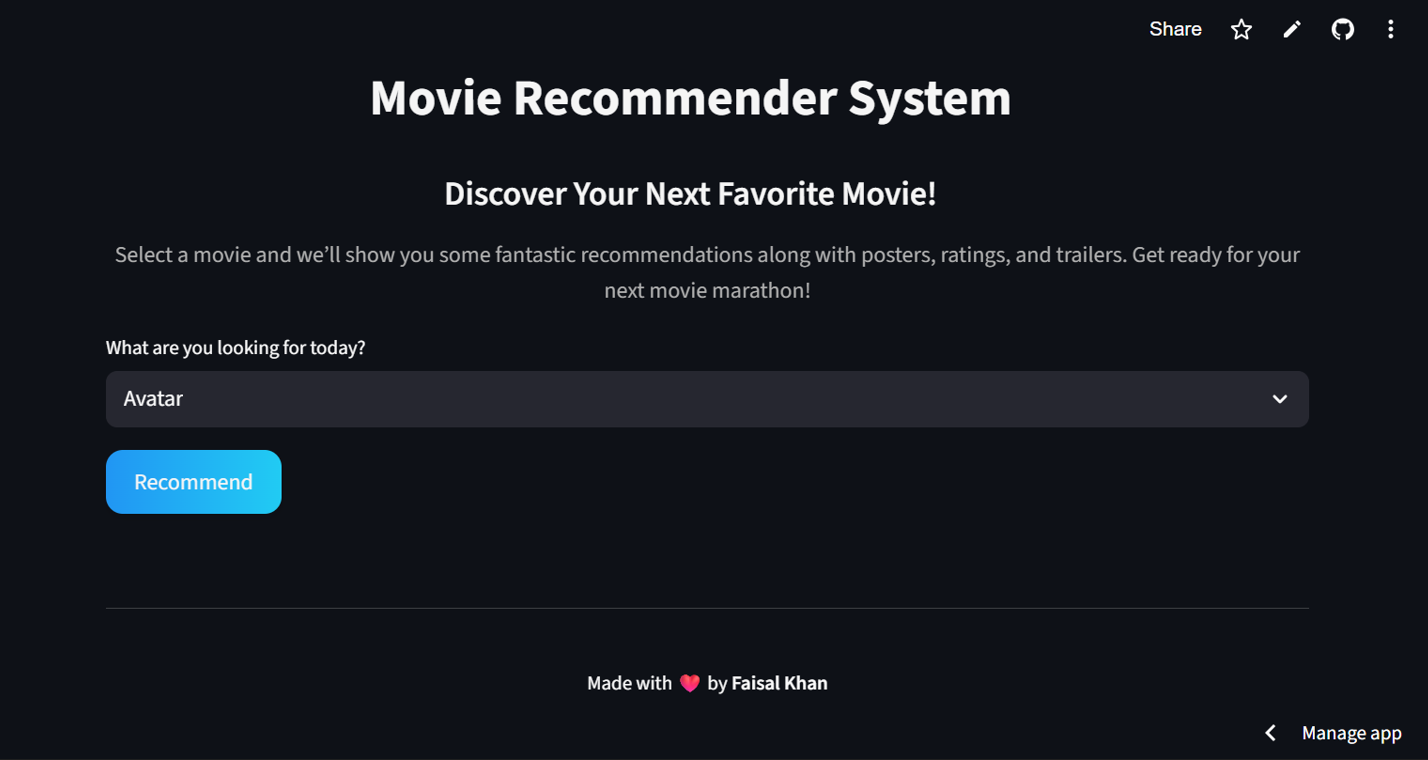 Share
Movie Recommender System
Discover Your Next Favorite Movie!
Select a movie and we’ll show you some fantastic recommendations along with posters, ratings, and trailers. Get ready for your
next movie marathon!
What are you looking for today?
Avatar
Recommend
Made with ❤️ by Faisal Khan
Manage app